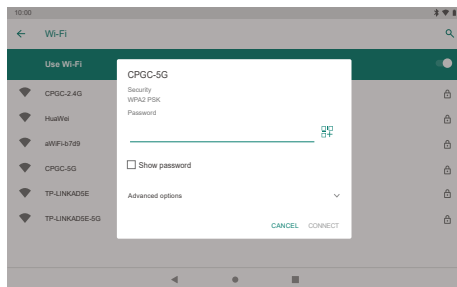 10:00
Wi-Fi
Use Wi-Fi
CPGC-2.4G
HuaWei
aWiFi-b7d9
CPGC-5G
TP-LINKAD5E
TP-LINKAD5E-5G
CPGC-5G
Security
WPA2 PSK
Password
Show password
Advanced options
CANCEL CONNECT